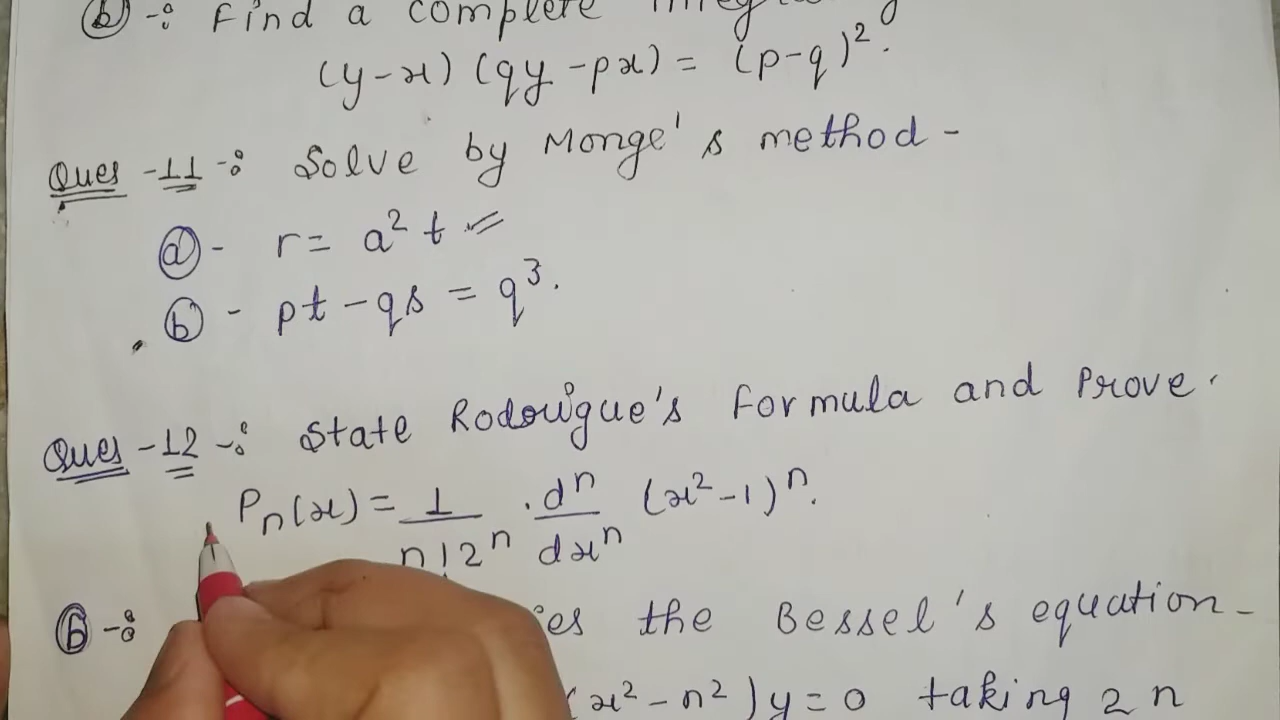 (b) -: Find a complete
(y-x) (qy-px) = (p-q)².
Ques -11 -: Solve by Monge's method -
(a) - r = a² t
(b) - pt - qs = q³.
Ques -12 -: State Rodrigue's Formula and Prove.
Pn(x) = 1/n!2ⁿ . dⁿ/dxⁿ (x²-1)ⁿ.
(b) -: the Bessel's equation -
(x²-n²)y=0 taking 2n